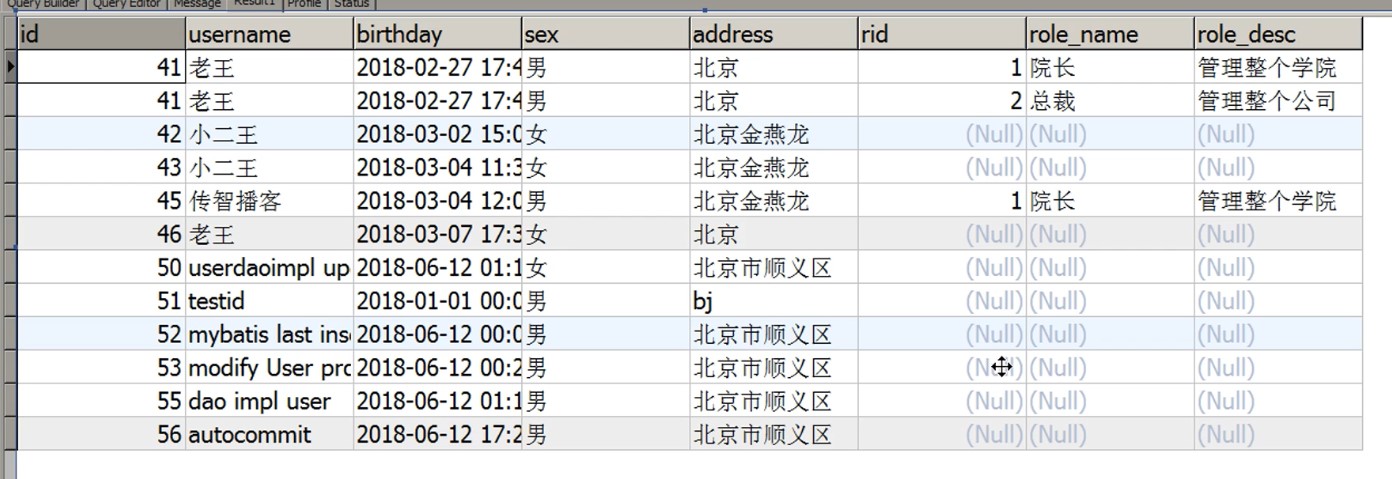 Query Builder Query Editor Message Result1 Profile Status
id username birthday sex address rid role_name role_desc
41 老王 2018-02-27 17:4 男 北京 1 院长 管理整个学院
41 老王 2018-02-27 17:4 男 北京 2 总裁 管理整个公司
42 小二王 2018-03-02 15:0 女 北京金燕龙 (Null) (Null) (Null)
43 小二王 2018-03-04 11:3 女 北京金燕龙 (Null) (Null) (Null)
45 传智播客 2018-03-04 12:0 男 北京金燕龙 1 院长 管理整个学院
46 老王 2018-03-07 17:3 女 北京 (Null) (Null) (Null)
50 userdaoimpl up 2018-06-12 01:1 女 北京市顺义区 (Null) (Null) (Null)
51 testid 2018-01-01 00:0 男 bj (Null) (Null) (Null)
52 mybatis last inse 2018-06-12 00:0 男 北京市顺义区 (Null) (Null) (Null)
53 modify User pro 2018-06-12 00:2 男 北京市顺义区 (Null) (Null) (Null)
55 dao impl user 2018-06-12 01:1 男 北京市顺义区 (Null) (Null) (Null)
56 autocommit 2018-06-12 17:2 男 北京市顺义区 (Null) (Null) (Null)